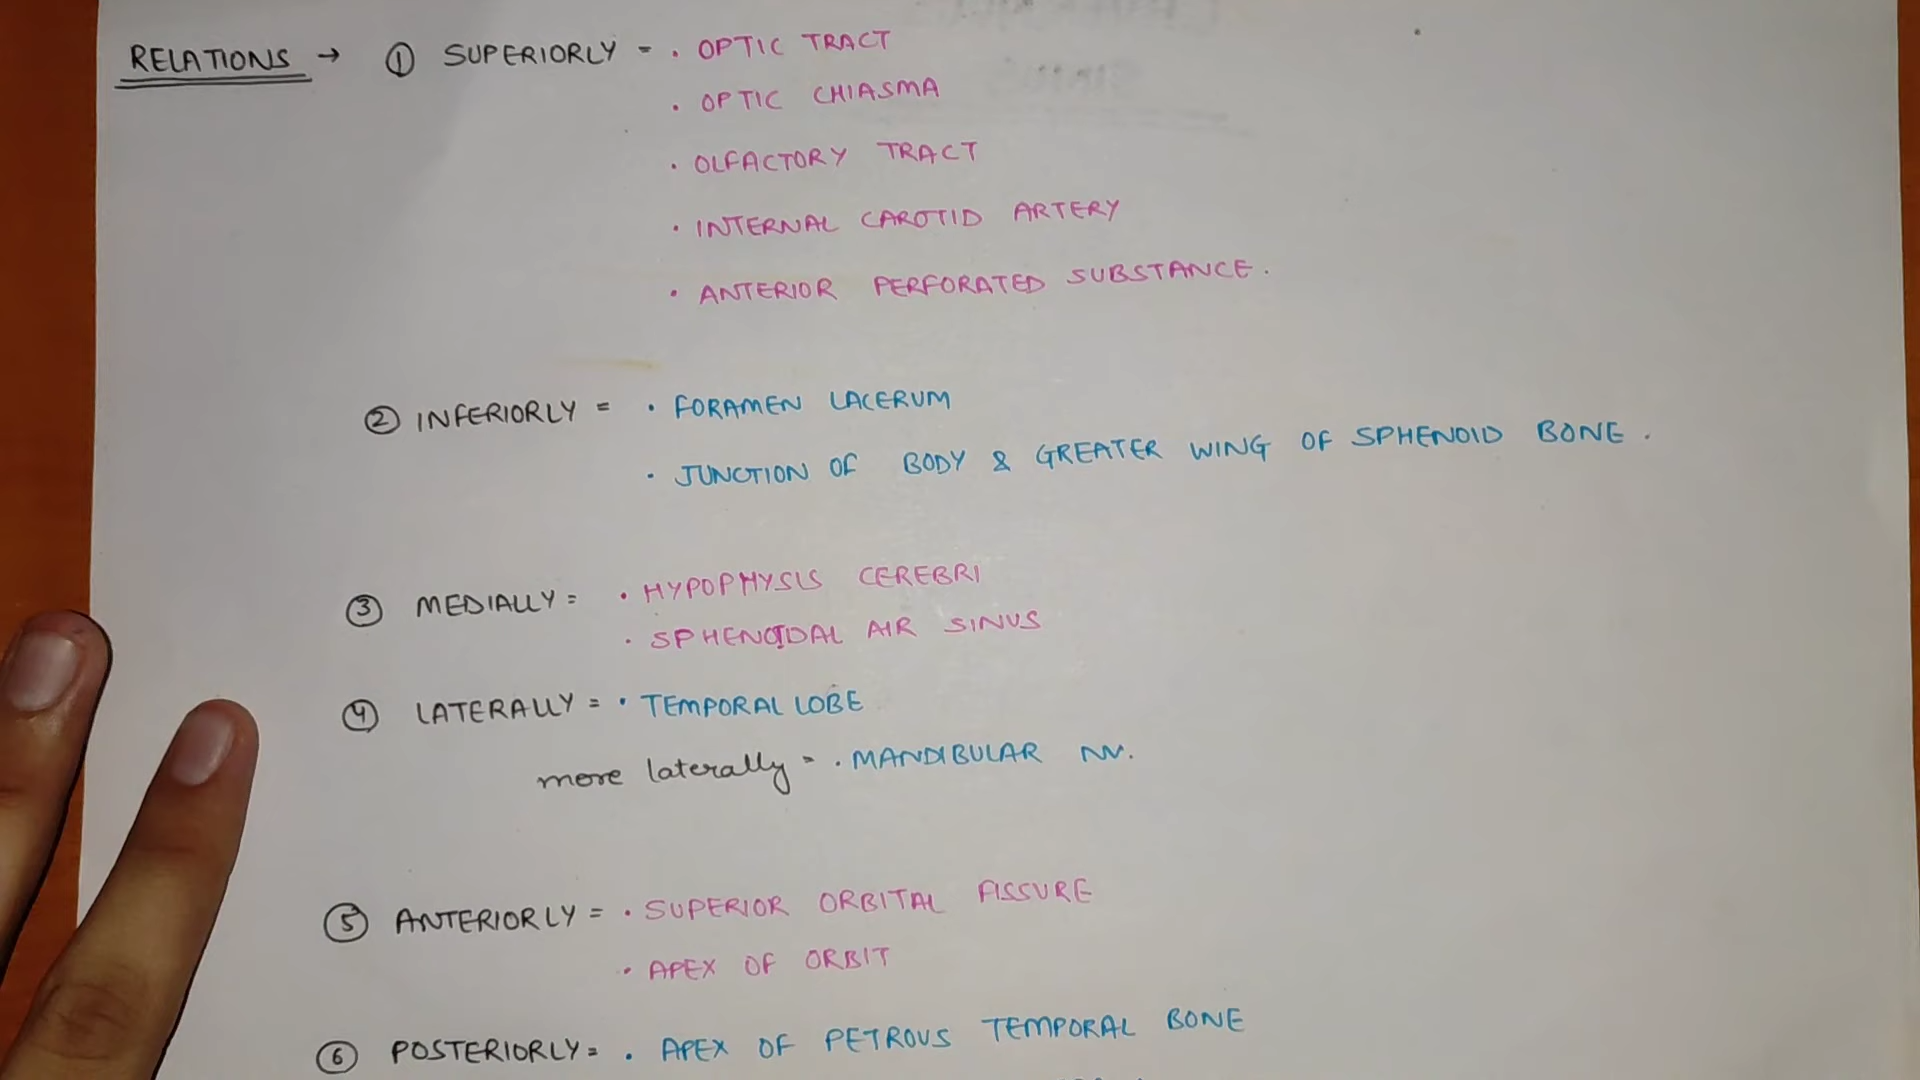 RELATIONS → ① SUPERIORLY = • OPTIC TRACT
• OPTIC CHIASMA
• OLFACTORY TRACT
• INTERNAL CAROTID ARTERY
• ANTERIOR PERFORATED SUBSTANCE.
② INFERIORLY = • FORAMEN LACERUM
• JUNCTION OF BODY & GREATER WING OF SPHENOID BONE.
③ MEDIALLY = • HYPOPHYSIS CEREBRI
• SPHENOIDAL AIR SINUS
④ LATERALLY = • TEMPORAL LOBE
more laterally = • MANDIBULAR NV.
⑤ ANTERIORLY = • SUPERIOR ORBITAL FISSURE
• APEX OF ORBIT
⑥ POSTERIORLY = • APEX OF PETROUS TEMPORAL BONE